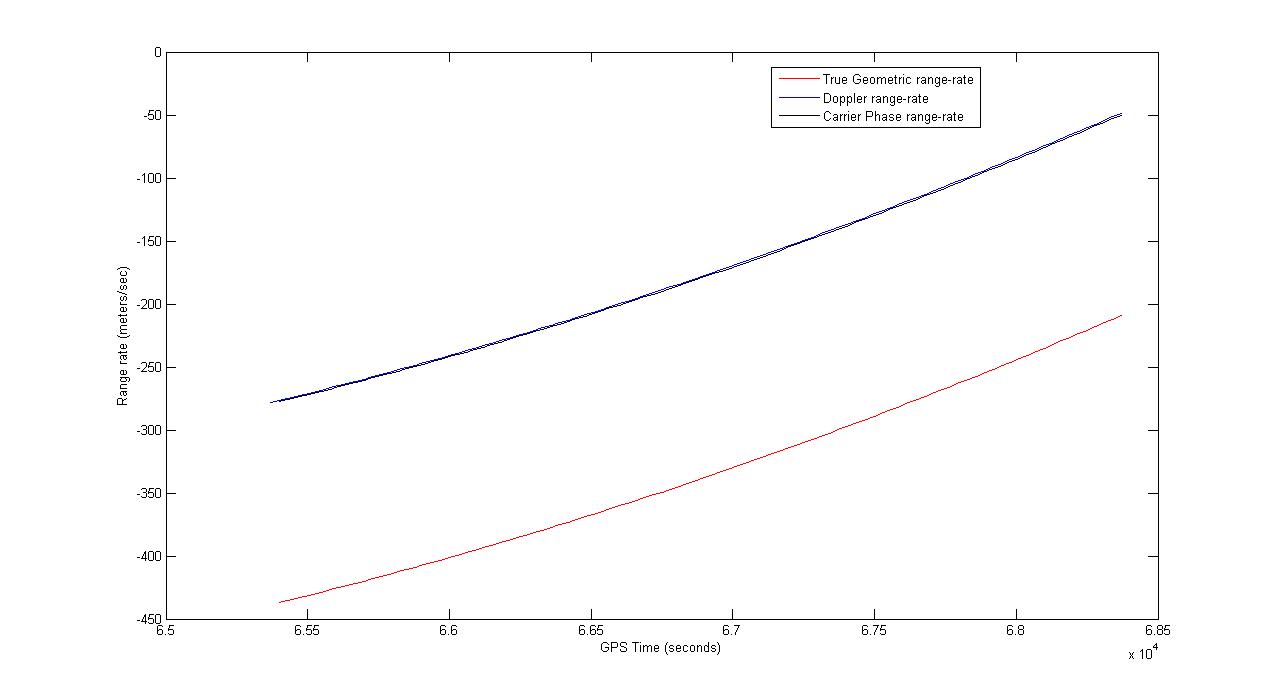 0
-50
-100
-150
-200
-250
-300
-350
-400
-450
Range rate (meters/sec)
True Geometric range-rate
Doppler range-rate
Carrier Phase range-rate
6.5 6.55 6.6 6.65 6.7 6.75 6.8 6.85
GPS Time (seconds)
x 10^4